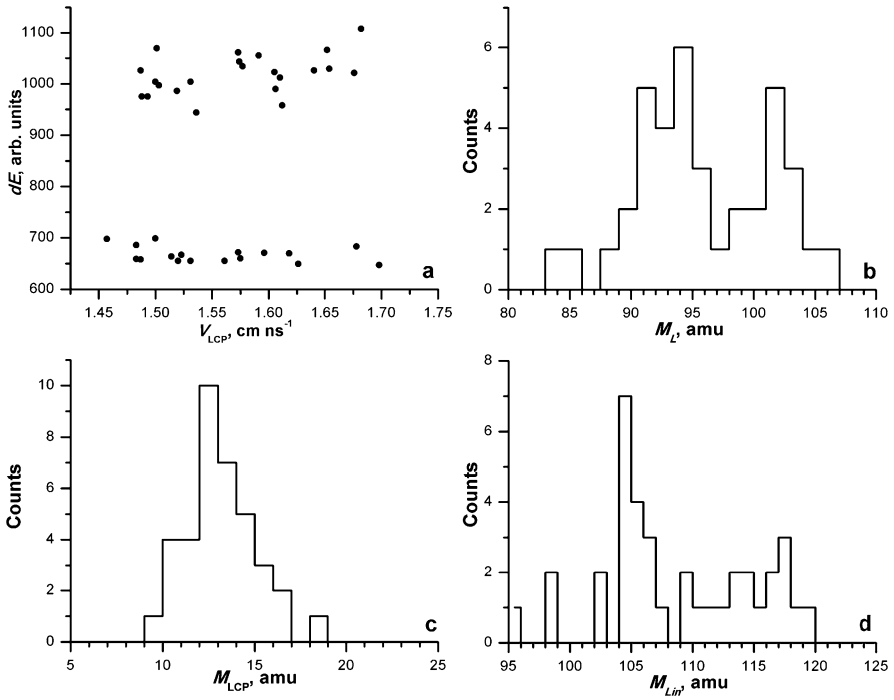 1100
1000
900
800
700
600
dE, arb. units
a
1.45 1.50 1.55 1.60 1.65 1.70 1.75
V_LCP, cm ns^-1
6
4
2
0
Counts
b
80 85 90 95 100 105 110
M_L, amu
10
8
6
4
2
0
Counts
c
5 10 15 20 25
M_LCP, amu
8
6
4
2
0
Counts
d
95 100 105 110 115 120 125
M_Lin, amu